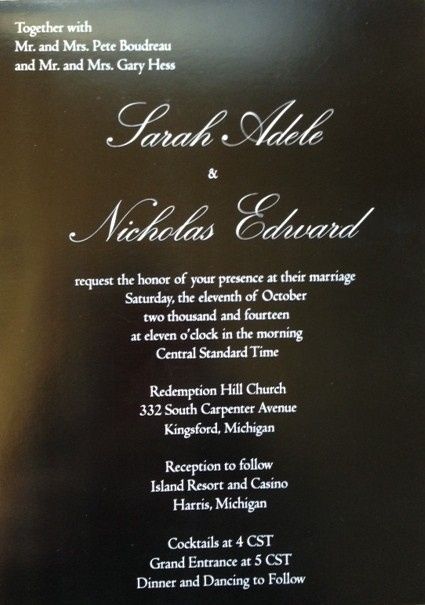 Together with
Mr. and Mrs. Pete Boudreau
and Mr. and Mrs. Gary Hess
Sarah Adele
&
Nicholas Edward
request the honor of your presence at their marriage
Saturday, the eleventh of October
two thousand and fourteen
at eleven o'clock in the morning
Central Standard Time
Redemption Hill Church
332 South Carpenter Avenue
Kingsford, Michigan
Reception to follow
Island Resort and Casino
Harris, Michigan
Cocktails at 4 CST
Grand Entrance at 5 CST
Dinner and Dancing to Follow